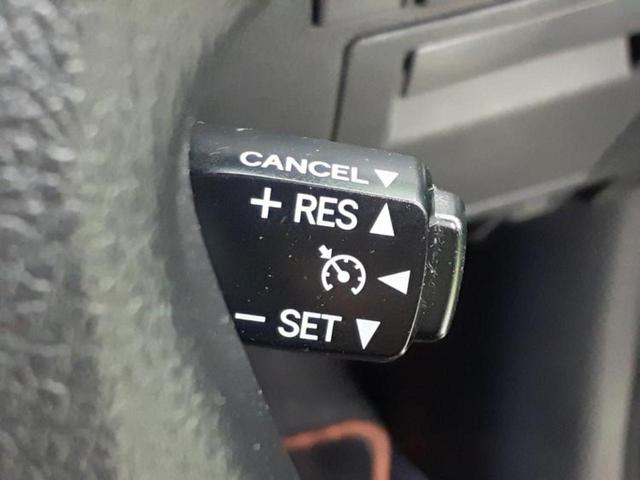 CANCEL ▼
+ RES ▲
◀
− SET ▼